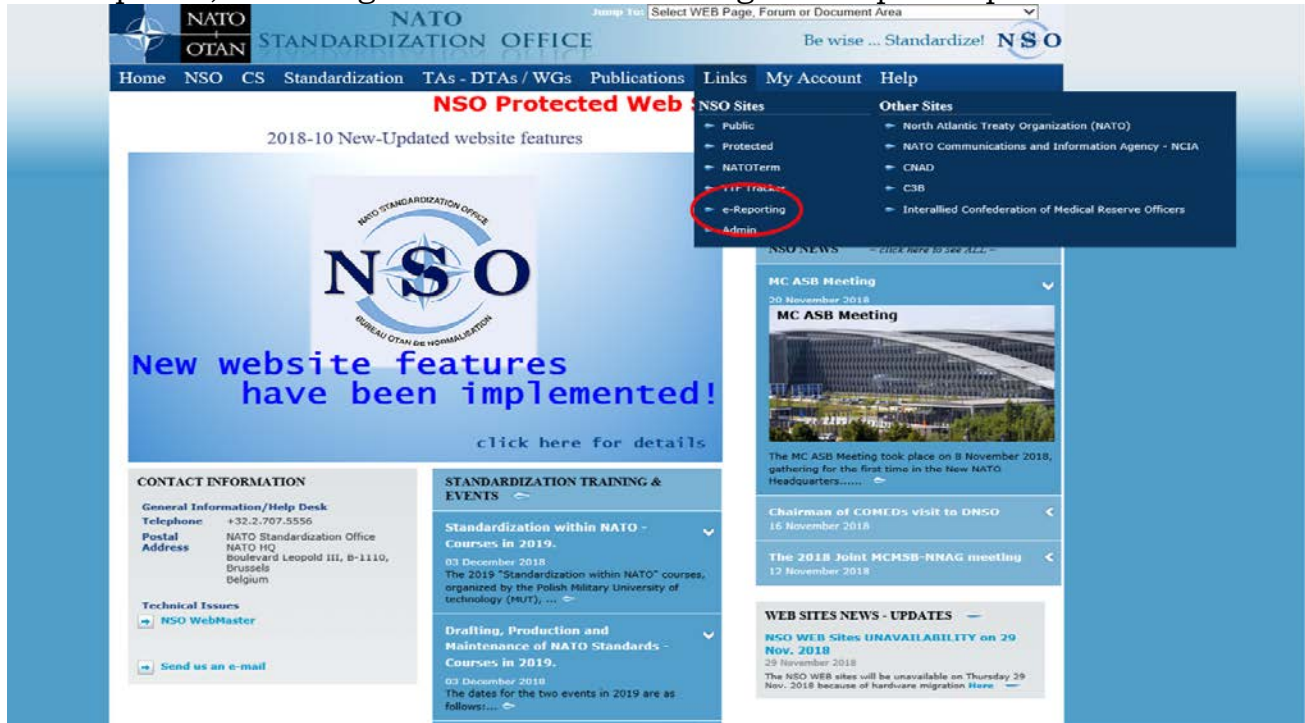 Jump To: Select WEB Page, Forum or Document Area
NATO
OTAN
NATO
STANDARDIZATION OFFICE
Be wise ... Standardize! NSO
Home NSO CS Standardization TAs - DTAs / WGs Publications Links My Account Help
NSO Protected Web
NSO Sites
Public
Protected
NATOTerm
TTF Tracker
e-Reporting
Admin
Other Sites
North Atlantic Treaty Organization (NATO)
NATO Communications and Information Agency - NCIA
CNAD
C3B
Interallied Confederation of Medical Reserve Officers
2018-10 New-Updated website features
NATO STANDARDIZATION OFFICE
NSO
BUREAU OTAN DE NORMALISATION
New website features
have been implemented!
click here for details
NSO NEWS – click here to see ALL –
MC ASB Meeting
20 November 2018
MC ASB Meeting
The MC ASB Meeting took place on 8 November 2018,
gathering for the first time in the New NATO
Headquarters......
Chairman of COMEDs visit to DNSO
16 November 2018
The 2018 Joint MCMSB-NNAG meeting
12 November 2018
CONTACT INFORMATION
General Information/Help Desk
Telephone +32.2.707.5556
Postal Address NATO Standardization Office
NATO HQ
Boulevard Leopold III, B-1110,
Brussels
Belgium
Technical Issues
NSO WebMaster
Send us an e-mail
STANDARDIZATION TRAINING &
EVENTS
Standardization within NATO -
Courses in 2019.
03 December 2018
The 2019 "Standardization within NATO" courses,
organized by the Polish Military University of
technology (MUT), ...
Drafting, Production and
Maintenance of NATO Standards -
Courses in 2019.
03 December 2018
The dates for the two events in 2019 are as
follows:...
WEB SITES NEWS - UPDATES
NSO WEB Sites UNAVAILABILITY on 29
Nov. 2018
29 November 2018
The NSO WEB sites will be unavailable on Thursday 29
Nov. 2018 because of hardware migration Here